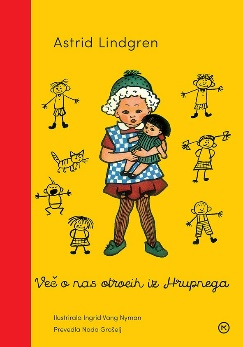 Astrid Lindgren
Več o nas otrocih iz Hrupnega
Ilustrirala Ingrid Vang Nyman
Prevedla Nada Grošelj